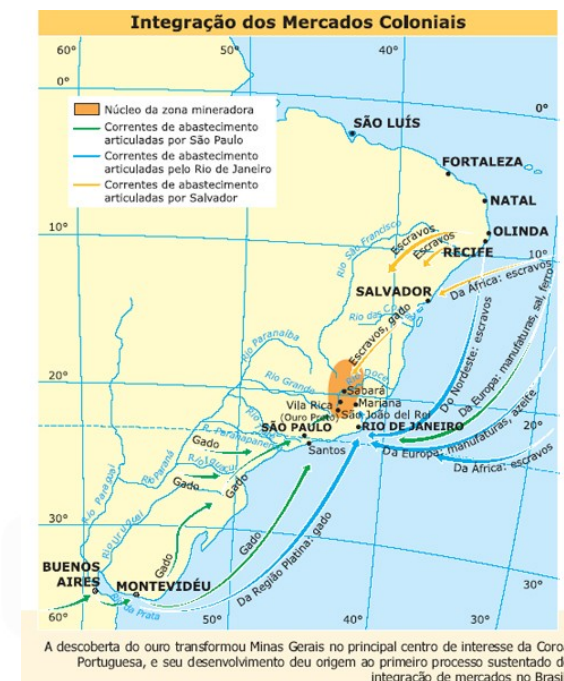 Integração dos Mercados Coloniais
60°
50°
40°
0°
0°
Núcleo da zona mineradora
Correntes de abastecimento
articuladas por São Paulo
Correntes de abastecimento
articuladas pelo Rio de Janeiro
Correntes de abastecimento
articuladas por Salvador
SÃO LUÍS
FORTALEZA
NATAL
OLINDA
RECIFE
10°
10°
Rio São Francisco
Escravos
Escravos
Da África: escravos
SALVADOR
Rio das
Escravos, gado
Do Nordeste: escravos
Da Europa: manufaturas, sal, ferro
Rio Paranaíba
20°
20°
Rio Grande
Sabará
Vila Rica
(Ouro Preto)
Mariana
São João del Rei
SÃO PAULO
RIO DE JANEIRO
Santos
Da Europa: manufaturas, azeite
Da África: escravos
R. Paranapanema
Gado
Gado
Gado
Rio Paraná
Rio Paraguai
Rio Uruguai
30°
30°
Gado
Gado
Da Região Platina: gado
BUENOS
AIRES
MONTEVIDÉU
Rio da Prata
60°
50°
40°
30°
A descoberta do ouro transformou Minas Gerais no principal centro de interesse da Coroa
Portuguesa, e seu desenvolvimento deu origem ao primeiro processo sustentado de
integração de mercados no Brasil